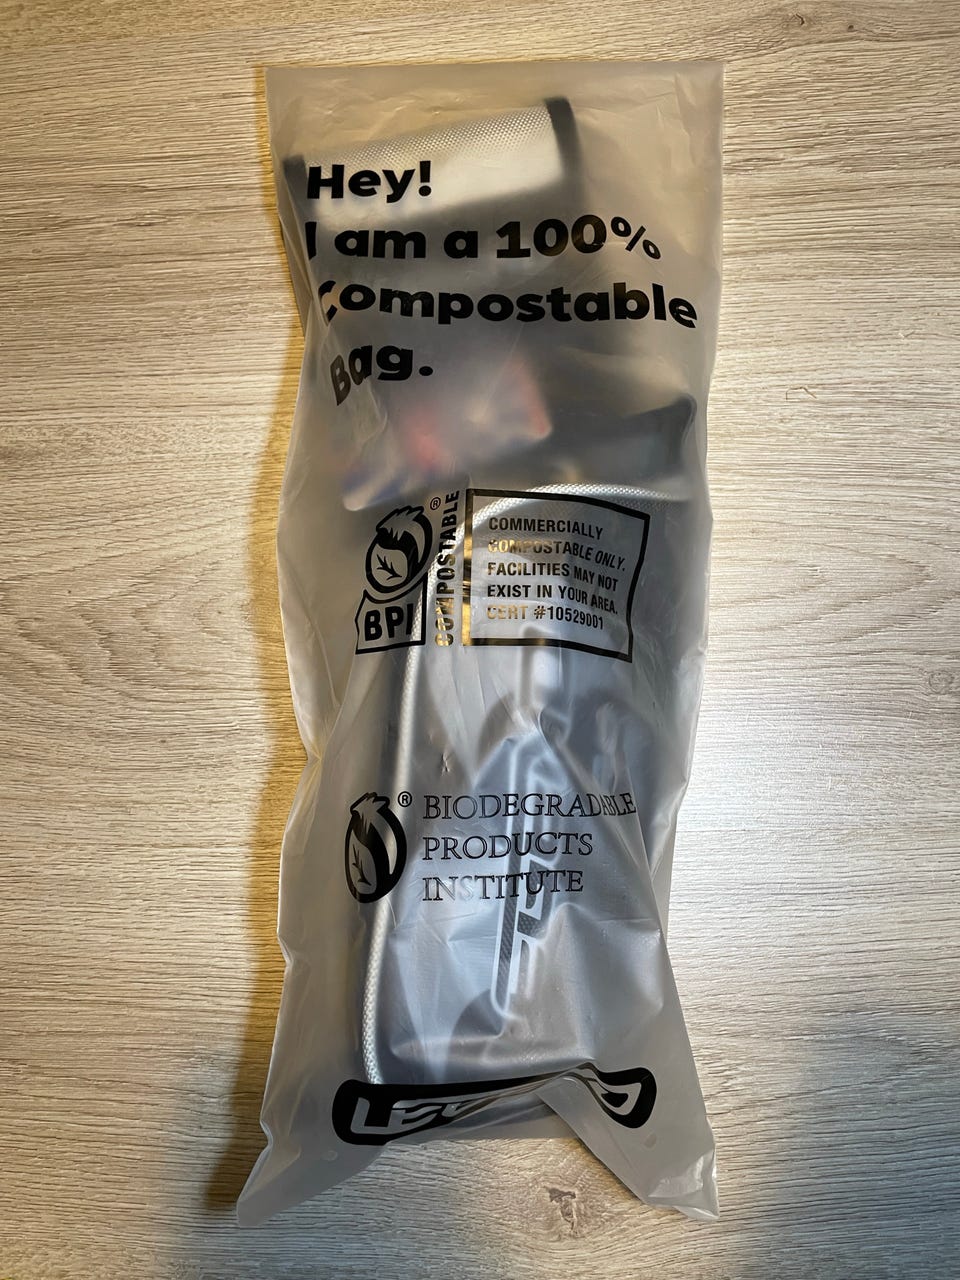 Hey!
I am a 100%
Compostable
Bag.
BPI
®
COMPOSTABLE
COMMERCIALLY
COMPOSTABLE ONLY.
FACILITIES MAY NOT
EXIST IN YOUR AREA.
CERT #10529001
®
BIODEGRADABLE
PRODUCTS
INSTITUTE